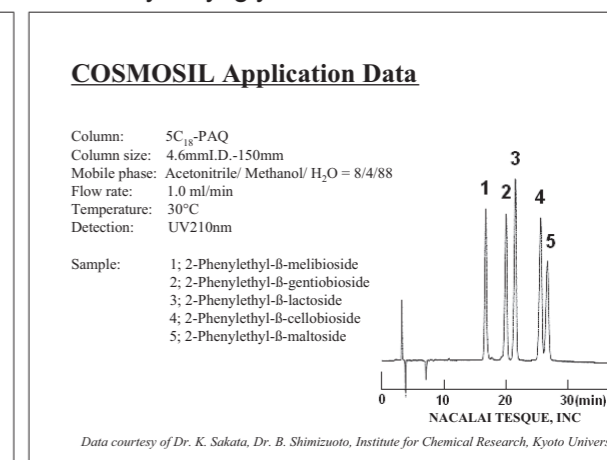 COSMOSIL Application Data
Column: 5C18-PAQ
Column size: 4.6mmI.D.-150mm
Mobile phase: Acetonitrile/ Methanol/ H2O = 8/4/88
Flow rate: 1.0 ml/min
Temperature: 30°C
Detection: UV210nm
Sample: 1; 2-Phenylethyl-ß-melibioside
2; 2-Phenylethyl-ß-gentiobioside
3; 2-Phenylethyl-ß-lactoside
4; 2-Phenylethyl-ß-cellobioside
5; 2-Phenylethyl-ß-maltoside
1 2 3 4 5
0 10 20 30(min)
NACALAI TESQUE, INC
Data courtesy of Dr. K. Sakata, Dr. B. Shimizuoto, Institute for Chemical Research, Kyoto Univers